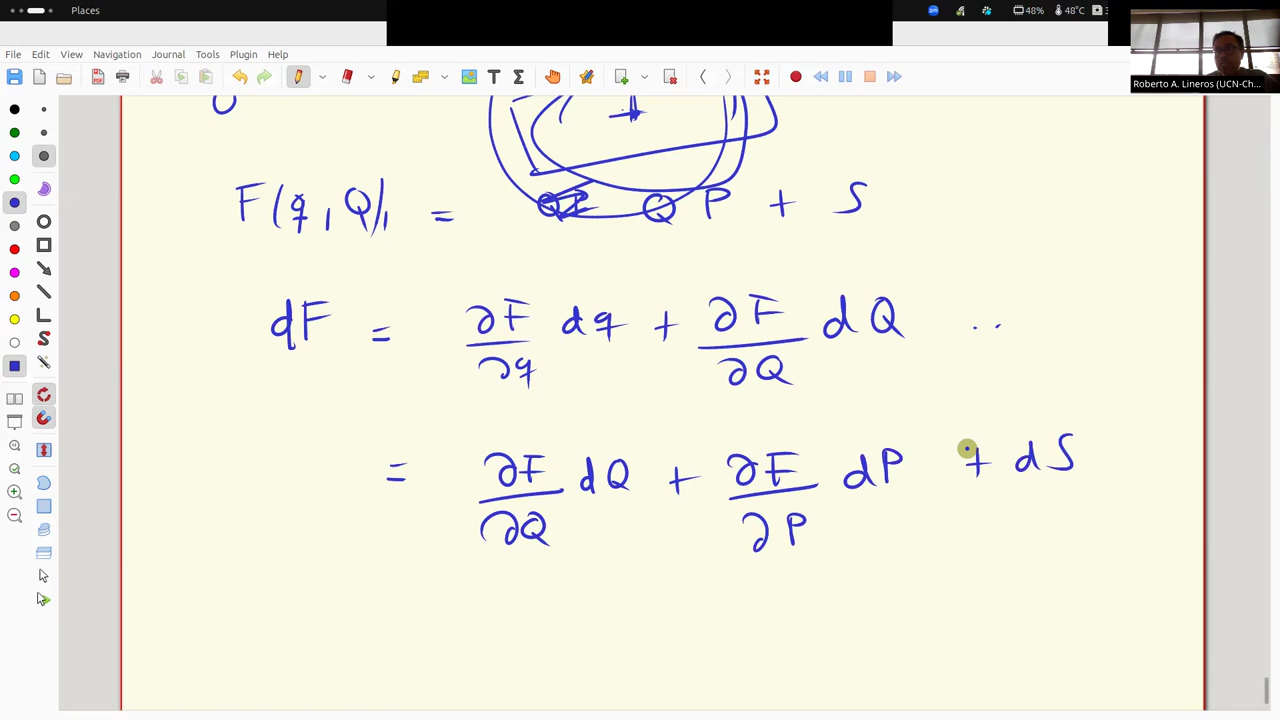 Places
48% 48°C
File Edit View Navigation Journal Tools Plugin Help
Roberto A. Lineros (UCN-Ch...
F(q, Q), = Q P + S
dF = ∂F/∂q dq + ∂F/∂Q dQ ..
= ∂F/∂Q dQ + ∂F/∂P dP + dS